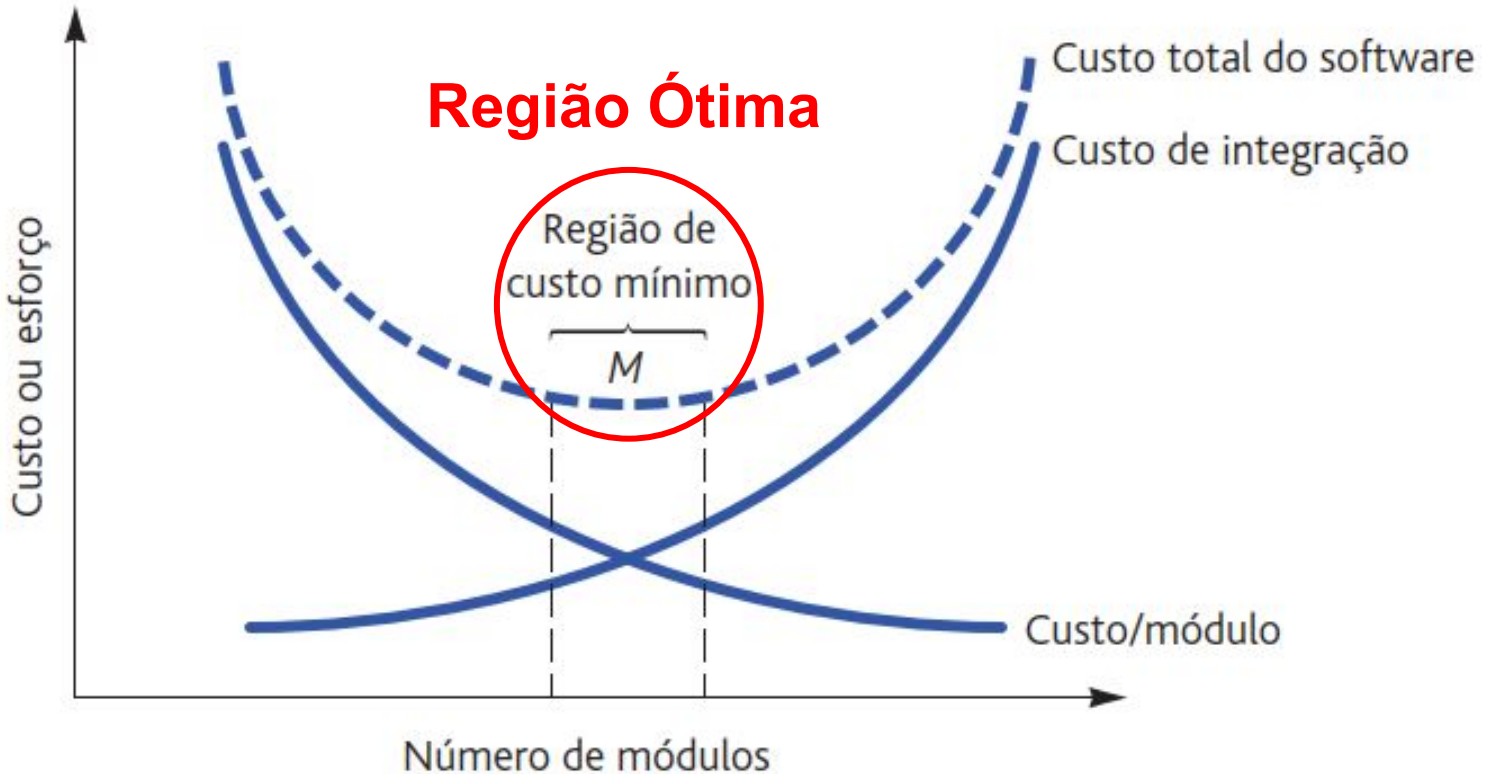 Custo total do software
Região Ótima
Custo de integração
Região de
custo mínimo
M
Custo ou esforço
Custo/módulo
Número de módulos